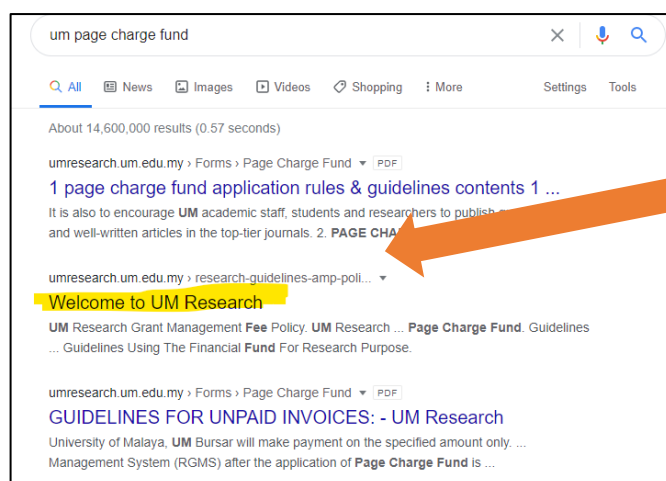 um page charge fund
All News Images Videos Shopping More Settings Tools
About 14,600,000 results (0.57 seconds)
umresearch.um.edu.my › Forms › Page Charge Fund PDF
1 page charge fund application rules & guidelines contents 1 ...
It is also to encourage UM academic staff, students and researchers to publish
and well-written articles in the top-tier journals. 2. PAGE
umresearch.um.edu.my › research-guidelines-amp-poli...
Welcome to UM Research
UM Research Grant Management Fee Policy. UM Research ... Page Charge Fund. Guidelines
... Guidelines Using The Financial Fund For Research Purpose.
umresearch.um.edu.my › Forms › Page Charge Fund PDF
GUIDELINES FOR UNPAID INVOICES: - UM Research
University of Malaya, UM Bursar will make payment on the specified amount only. ...
Management System (RGMS) after the application of Page Charge Fund is ...